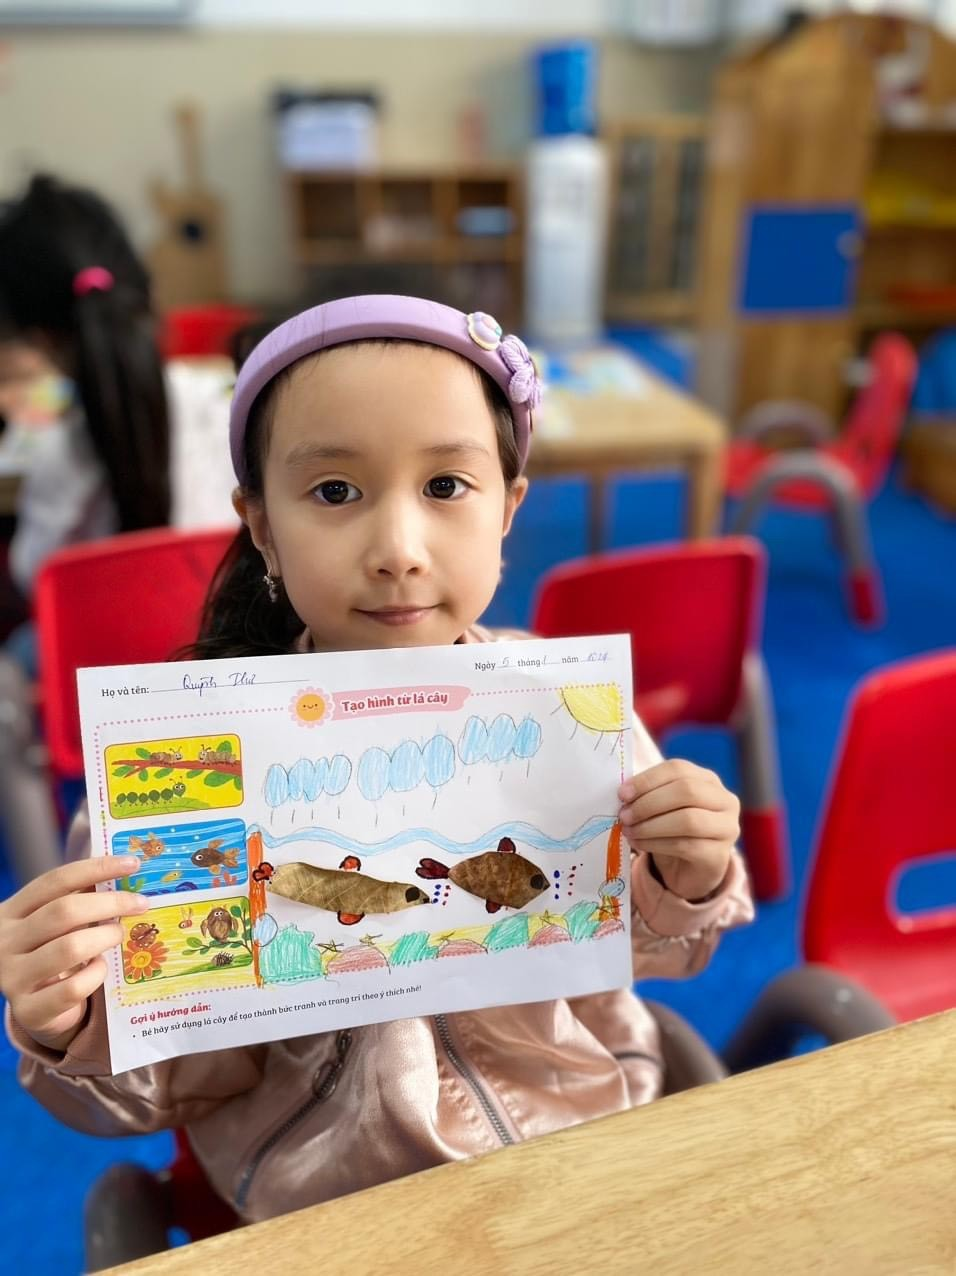 Họ và tên: Quỳnh Thư
Ngày 5 tháng 1 năm 2024
Tạo hình từ lá cây
Gợi ý hướng dẫn:
• Bé hãy sử dụng lá cây để tạo thành bức tranh và trang trí theo ý thích nhé!